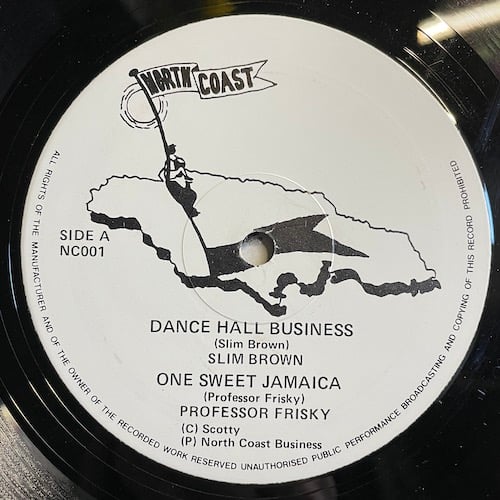 NORTH COAST
SIDE A
NC001
DANCE HALL BUSINESS
(Slim Brown)
SLIM BROWN
ONE SWEET JAMAICA
(Professor Frisky)
PROFESSOR FRISKY
(C) Scotty
(P) North Coast Business
ALL RIGHTS OF THE MANUFACTURER AND OF THE OWNER OF THE RECORDED WORK RESERVED UNAUTHORISED PUBLIC PERFORMANCE BROADCASTING AND COPYING OF THIS RECORD PROHIBITED